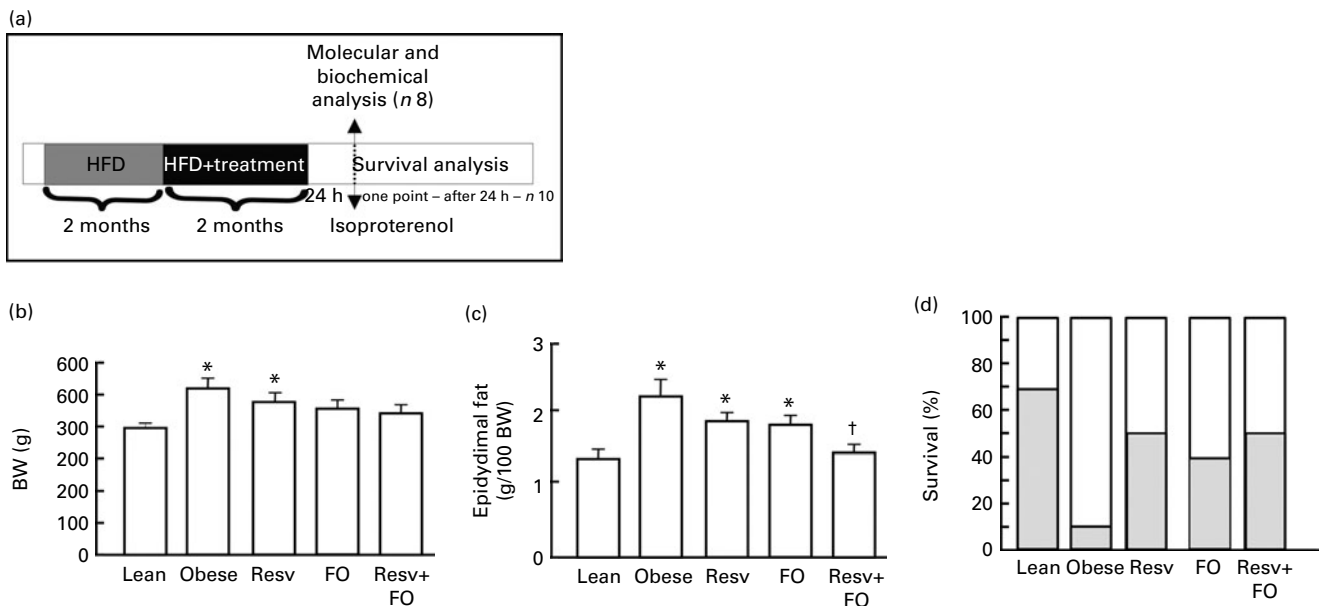 (a)
Molecular and
biochemical
analysis (n 8)
HFD
HFD+treatment
Survival analysis
24 h
one point – after 24 h – n 10
2 months
2 months
Isoproterenol
(b)
BW (g)
600
600
300
200
200
100
0
*
*
Lean
Obese
Resv
FO
Resv+
FO
(c)
Epidydimal fat
(g/100 BW)
3
2
1
0
*
*
*
†
Lean
Obese
Resv
FO
Resv+
FO
(d)
Survival (%)
100
80
60
40
20
0
Lean
Obese
Resv
FO
Resv+
FO